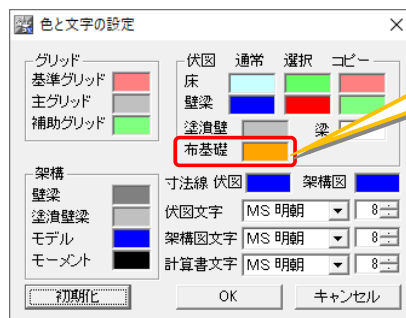 色と文字の設定
グリッド
基準グリッド
主グリッド
補助グリッド
伏図 通常 選択 コピー
床
壁梁
塗潰壁 梁
布基礎
架構
壁梁
塗潰壁梁
モデル
モーメント
寸法線 伏図 架構図
伏図文字 MS 明朝 8
架構図文字 MS 明朝 8
計算書文字 MS 明朝 8
初期化 OK キャンセル